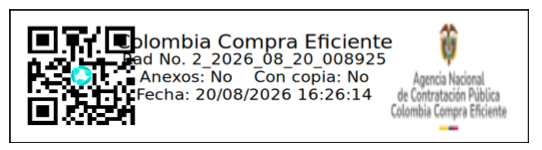 Colombia Compra Eficiente
Rad No. 2_2026_08_20_008925
Anexos: No Con copia: No
Fecha: 20/08/2026 16:26:14
Agencia Nacional
de Contratación Pública
Colombia Compra Eficiente